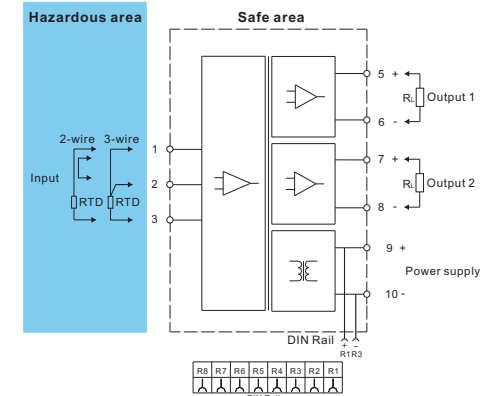 Hazardous area
Safe area
5 +
RL Output 1
6 -
2-wire 3-wire
1
7 +
Input
2
RL Output 2
RTD RTD
3
8 -
9 +
Power supply
10 -
DIN Rail
+ −
R1R3
R8 R7 R6 R5 R4 R3 R2 R1
DIN Rail